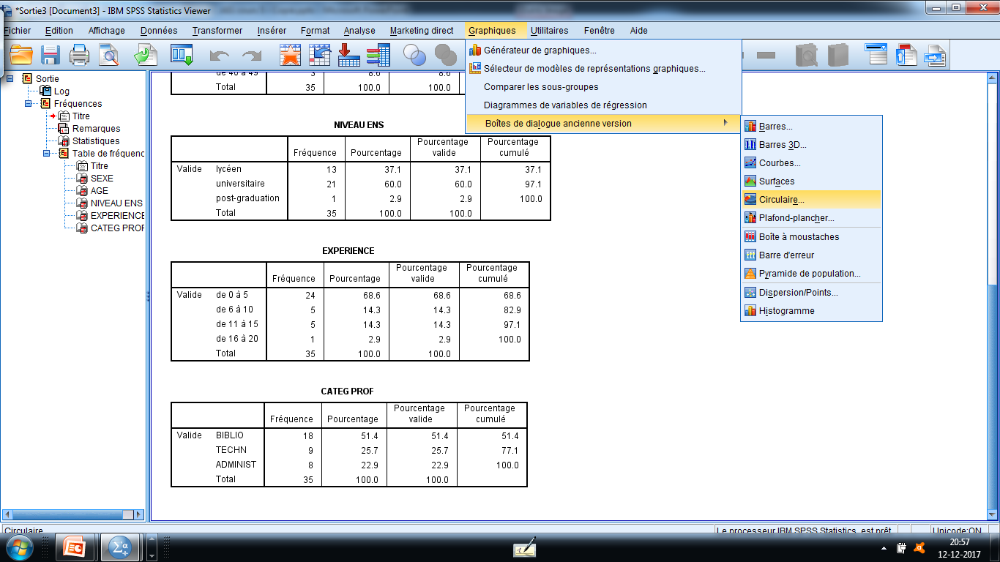 *Sortie3 [Document3] - IBM SPSS Statistics Viewer
Fichier Edition Affichage Données Transformer Insérer Format Analyse Marketing direct Graphiques Utilitaires Fenêtre Aide
Générateur de graphiques...
Sélecteur de modèles de représentations graphiques...
Comparer les sous-groupes
Diagrammes de variables de régression
Boîtes de dialogue ancienne version
Barres...
Barres 3D...
Courbes...
Surfaces
Circulaire...
Plafond-plancher...
Boîte à moustaches
Barre d'erreur
Pyramide de population...
Dispersion/Points...
Histogramme
Sortie
Log
Fréquences
Titre
Remarques
Statistiques
Table de fréquenc
Titre
SEXE
AGE
NIVEAU ENS
EXPERIENCE
CATEG PROF
de 40 à 49 3 8.6 8.6
Total 35 100.0 100.0
NIVEAU ENS
Fréquence Pourcentage Pourcentage valide Pourcentage cumulé
Valide lycéen 13 37.1 37.1 37.1
universitaire 21 60.0 60.0 97.1
post-graduation 1 2.9 2.9 100.0
Total 35 100.0 100.0
EXPERIENCE
Fréquence Pourcentage Pourcentage valide Pourcentage cumulé
Valide de 0 à 5 24 68.6 68.6 68.6
de 6 à 10 5 14.3 14.3 82.9
de 11 à 15 5 14.3 14.3 97.1
de 16 à 20 1 2.9 2.9 100.0
Total 35 100.0 100.0
CATEG PROF
Fréquence Pourcentage Pourcentage valide Pourcentage cumulé
Valide BIBLIO 18 51.4 51.4 51.4
TECHN 9 25.7 25.7 77.1
ADMINIST 8 22.9 22.9 100.0
Total 35 100.0 100.0
Circulaire
Le processeur IBM SPSS Statistics est prêt
Unicode:ON
20:57
12-12-2017